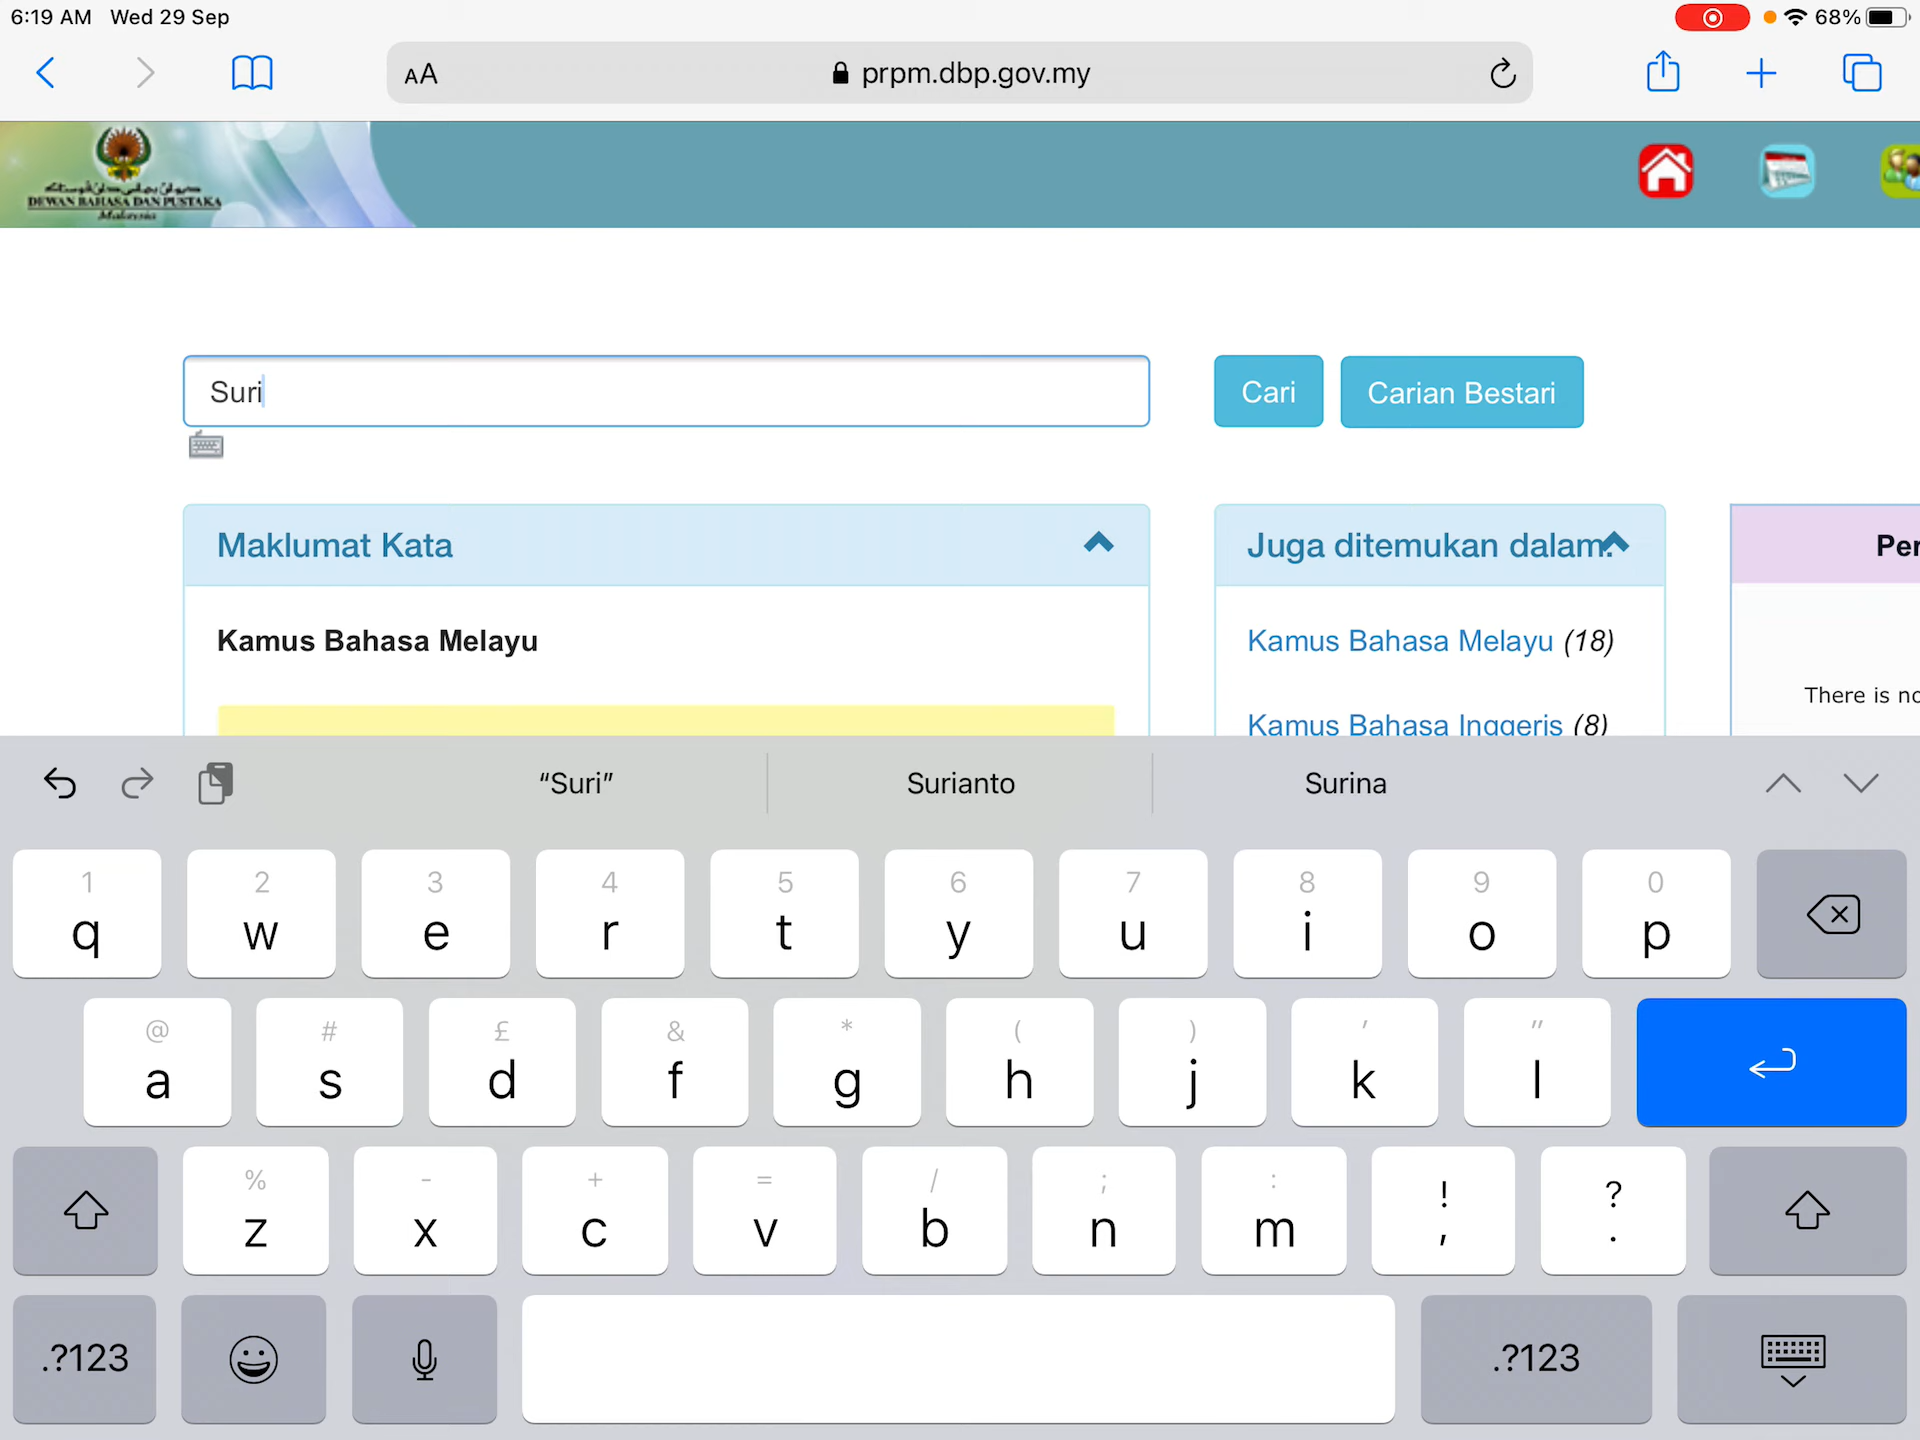 6:19 AM Wed 29 Sep
68%
AA
prpm.dbp.gov.my
DEWAN BAHASA DAN PUSTAKA
Malaysia
Suri
Cari
Carian Bestari
Maklumat Kata
Juga ditemukan dalam:
Per
Kamus Bahasa Melayu
Kamus Bahasa Melayu (18)
There is no
Kamus Bahasa Inggeris (8)
“Suri”
Surianto
Surina
1 2 3 4 5 6 7 8 9 0
q w e r t y u i o p
@ # £ & * ( ) ' "
a s d f g h j k l
% - + = / ; : ! ?
z x c v b n m , .
.?123
.?123